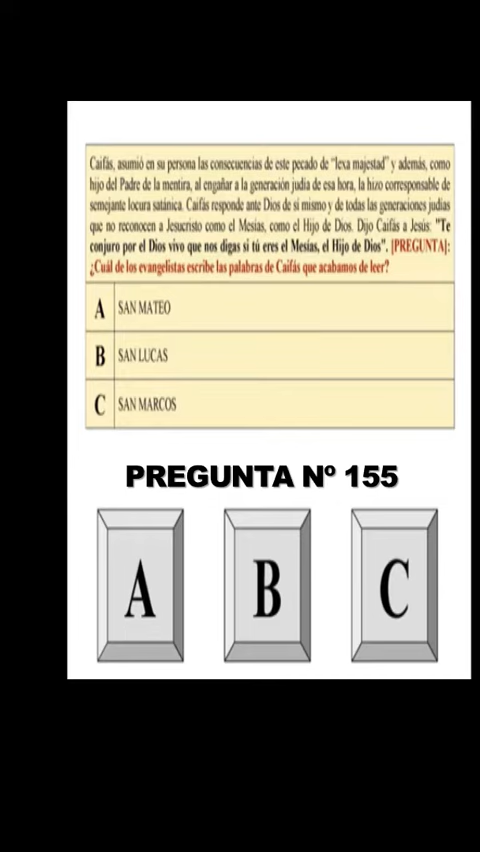 Caifás, asumió en su persona las consecuencias de este pecado de "lexa majestad" y además, como
hijo del Padre de la mentira, al engañar a la generación judía de esa hora, la hizo corresponsable de
semejante locura satánica. Caifás responde ante Dios de sí mismo y de todas las generaciones judías
que no reconocen a Jesucristo como el Mesías, como el Hijo de Dios. Dijo Caifás a Jesús: "Te
conjuro por el Dios vivo que nos digas si tú eres el Mesías, el Hijo de Dios". [PREGUNTA]:
¿Cuál de los evangelistas escribe las palabras de Caifás que acabamos de leer?
A SAN MATEO
B SAN LUCAS
C SAN MARCOS
PREGUNTA Nº 155
A B C